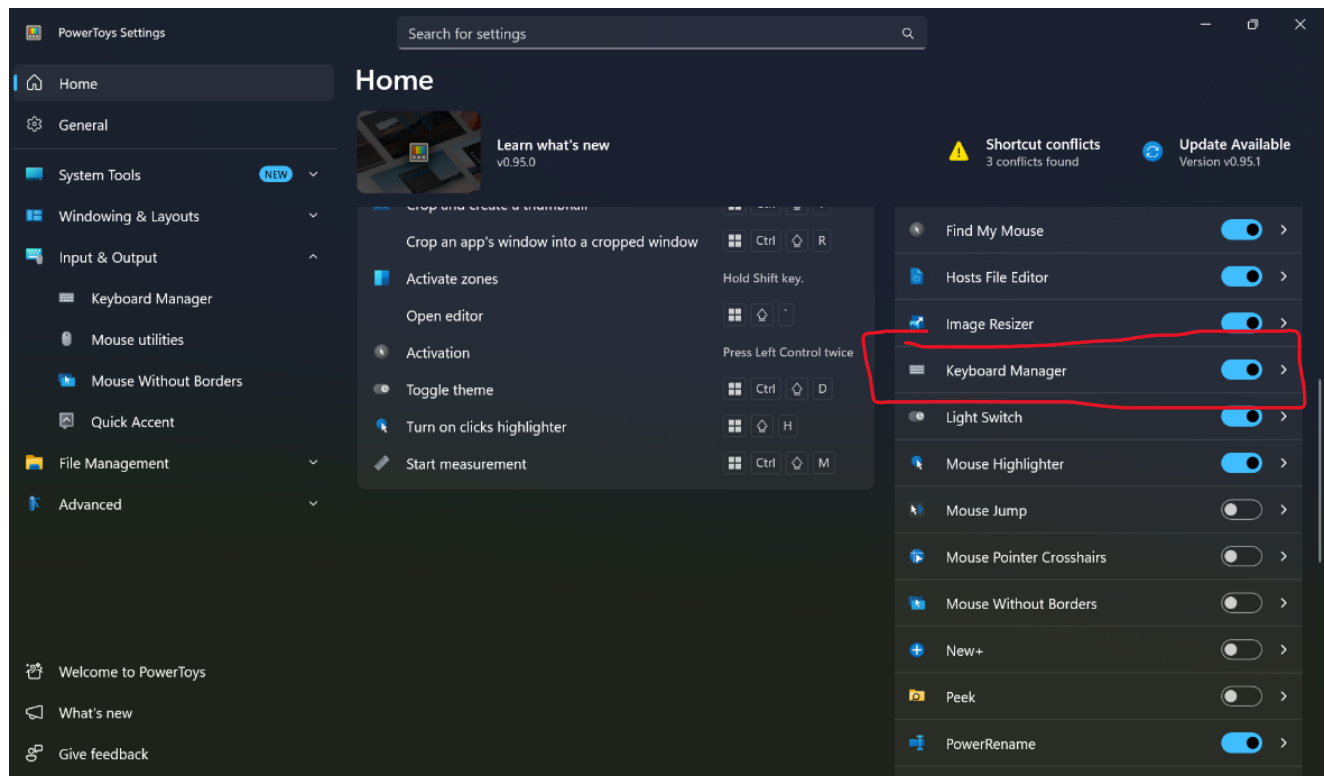 PowerToys Settings
Search for settings
Home
General
System Tools NEW
Windowing & Layouts
Input & Output
Keyboard Manager
Mouse utilities
Mouse Without Borders
Quick Accent
File Management
Advanced
Welcome to PowerToys
What's new
Give feedback
Home
Learn what's new
v0.95.0
Shortcut conflicts
3 conflicts found
Update Available
Version v0.95.1
Crop and create a thumbnail Ctrl
Crop an app's window into a cropped window Ctrl R
Activate zones Hold Shift key.
Open editor `
Activation Press Left Control twice
Toggle theme Ctrl D
Turn on clicks highlighter H
Start measurement Ctrl M
Find My Mouse
Hosts File Editor
Image Resizer
Keyboard Manager
Light Switch
Mouse Highlighter
Mouse Jump
Mouse Pointer Crosshairs
Mouse Without Borders
New+
Peek
PowerRename